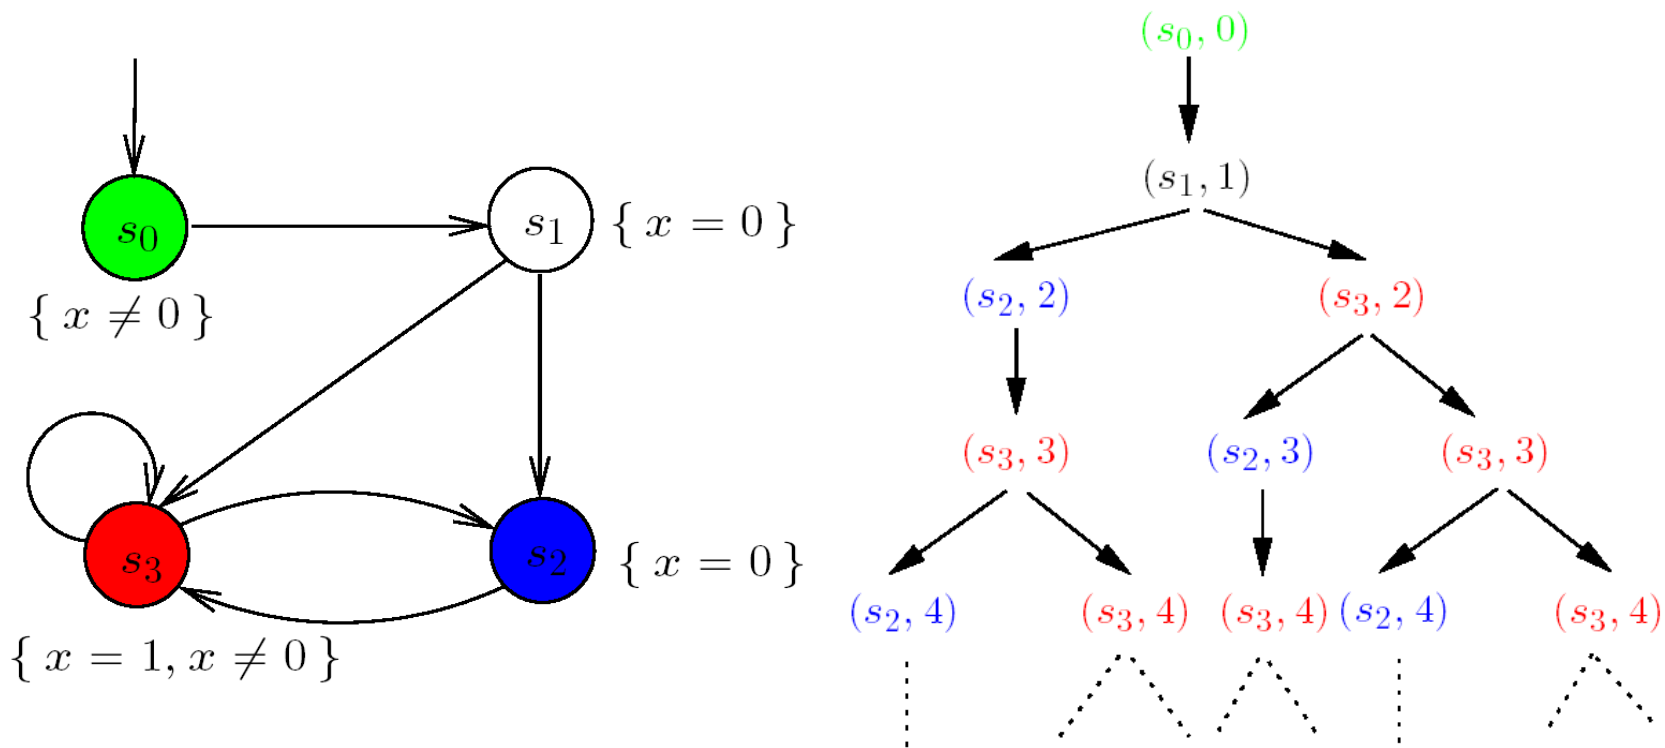 (s₀, 0)
(s₁, 1)
s₀
s₁
{ x = 0 }
{ x ≠ 0 }
(s₂, 2) (s₃, 2)
(s₃, 3) (s₂, 3) (s₃, 3)
s₃
s₂
{ x = 0 }
(s₂, 4) (s₃, 4) (s₃, 4) (s₂, 4) (s₃, 4)
{ x = 1, x ≠ 0 }